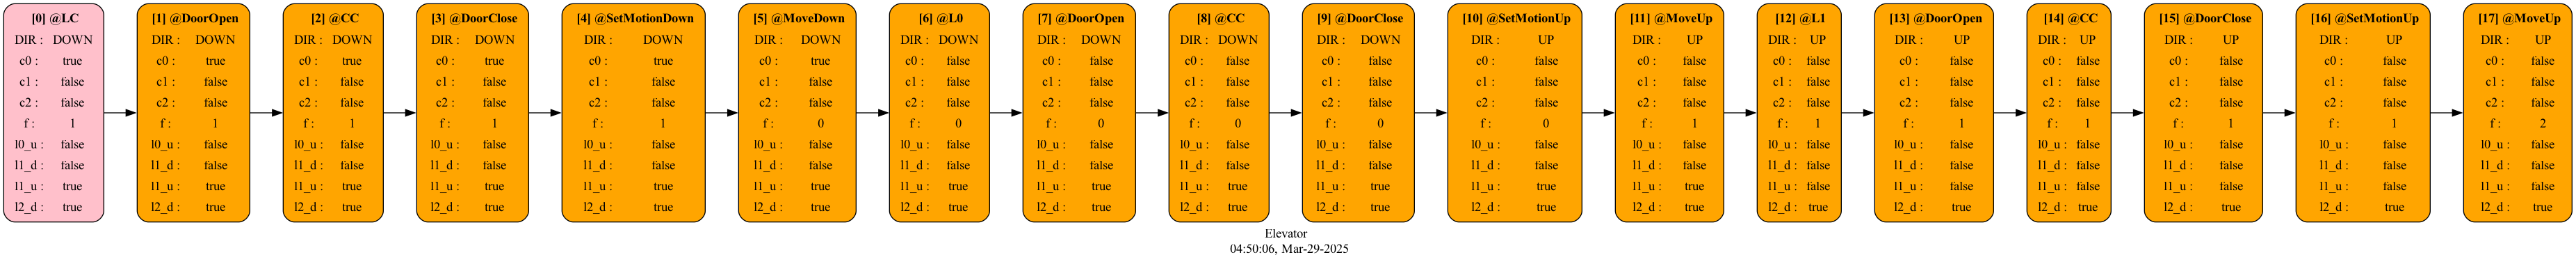 [0] @LC
DIR : DOWN
c0 : true
c1 : false
c2 : false
f : 1
l0_u : false
l1_d : false
l1_u : true
l2_d : true
[1] @DoorOpen
DIR : DOWN
c0 : true
c1 : false
c2 : false
f : 1
l0_u : false
l1_d : false
l1_u : true
l2_d : true
[2] @CC
DIR : DOWN
c0 : true
c1 : false
c2 : false
f : 1
l0_u : false
l1_d : false
l1_u : true
l2_d : true
[3] @DoorClose
DIR : DOWN
c0 : true
c1 : false
c2 : false
f : 1
l0_u : false
l1_d : false
l1_u : true
l2_d : true
[4] @SetMotionDown
DIR : DOWN
c0 : true
c1 : false
c2 : false
f : 1
l0_u : false
l1_d : false
l1_u : true
l2_d : true
[5] @MoveDown
DIR : DOWN
c0 : true
c1 : false
c2 : false
f : 0
l0_u : false
l1_d : false
l1_u : true
l2_d : true
[6] @L0
DIR : DOWN
c0 : false
c1 : false
c2 : false
f : 0
l0_u : false
l1_d : false
l1_u : true
l2_d : true
[7] @DoorOpen
DIR : DOWN
c0 : false
c1 : false
c2 : false
f : 0
l0_u : false
l1_d : false
l1_u : true
l2_d : true
[8] @CC
DIR : DOWN
c0 : false
c1 : false
c2 : false
f : 0
l0_u : false
l1_d : false
l1_u : true
l2_d : true
[9] @DoorClose
DIR : DOWN
c0 : false
c1 : false
c2 : false
f : 0
l0_u : false
l1_d : false
l1_u : true
l2_d : true
[10] @SetMotionUp
DIR : UP
c0 : false
c1 : false
c2 : false
f : 0
l0_u : false
l1_d : false
l1_u : true
l2_d : true
[11] @MoveUp
DIR : UP
c0 : false
c1 : false
c2 : false
f : 1
l0_u : false
l1_d : false
l1_u : true
l2_d : true
[12] @L1
DIR : UP
c0 : false
c1 : false
c2 : false
f : 1
l0_u : false
l1_d : false
l1_u : false
l2_d : true
[13] @DoorOpen
DIR : UP
c0 : false
c1 : false
c2 : false
f : 1
l0_u : false
l1_d : false
l1_u : false
l2_d : true
[14] @CC
DIR : UP
c0 : false
c1 : false
c2 : false
f : 1
l0_u : false
l1_d : false
l1_u : false
l2_d : true
[15] @DoorClose
DIR : UP
c0 : false
c1 : false
c2 : false
f : 1
l0_u : false
l1_d : false
l1_u : false
l2_d : true
[16] @SetMotionUp
DIR : UP
c0 : false
c1 : false
c2 : false
f : 1
l0_u : false
l1_d : false
l1_u : false
l2_d : true
[17] @MoveUp
DIR : UP
c0 : false
c1 : false
c2 : false
f : 2
l0_u : false
l1_d : false
l1_u : false
l2_d : true
Elevator
04:50:06, Mar-29-2025